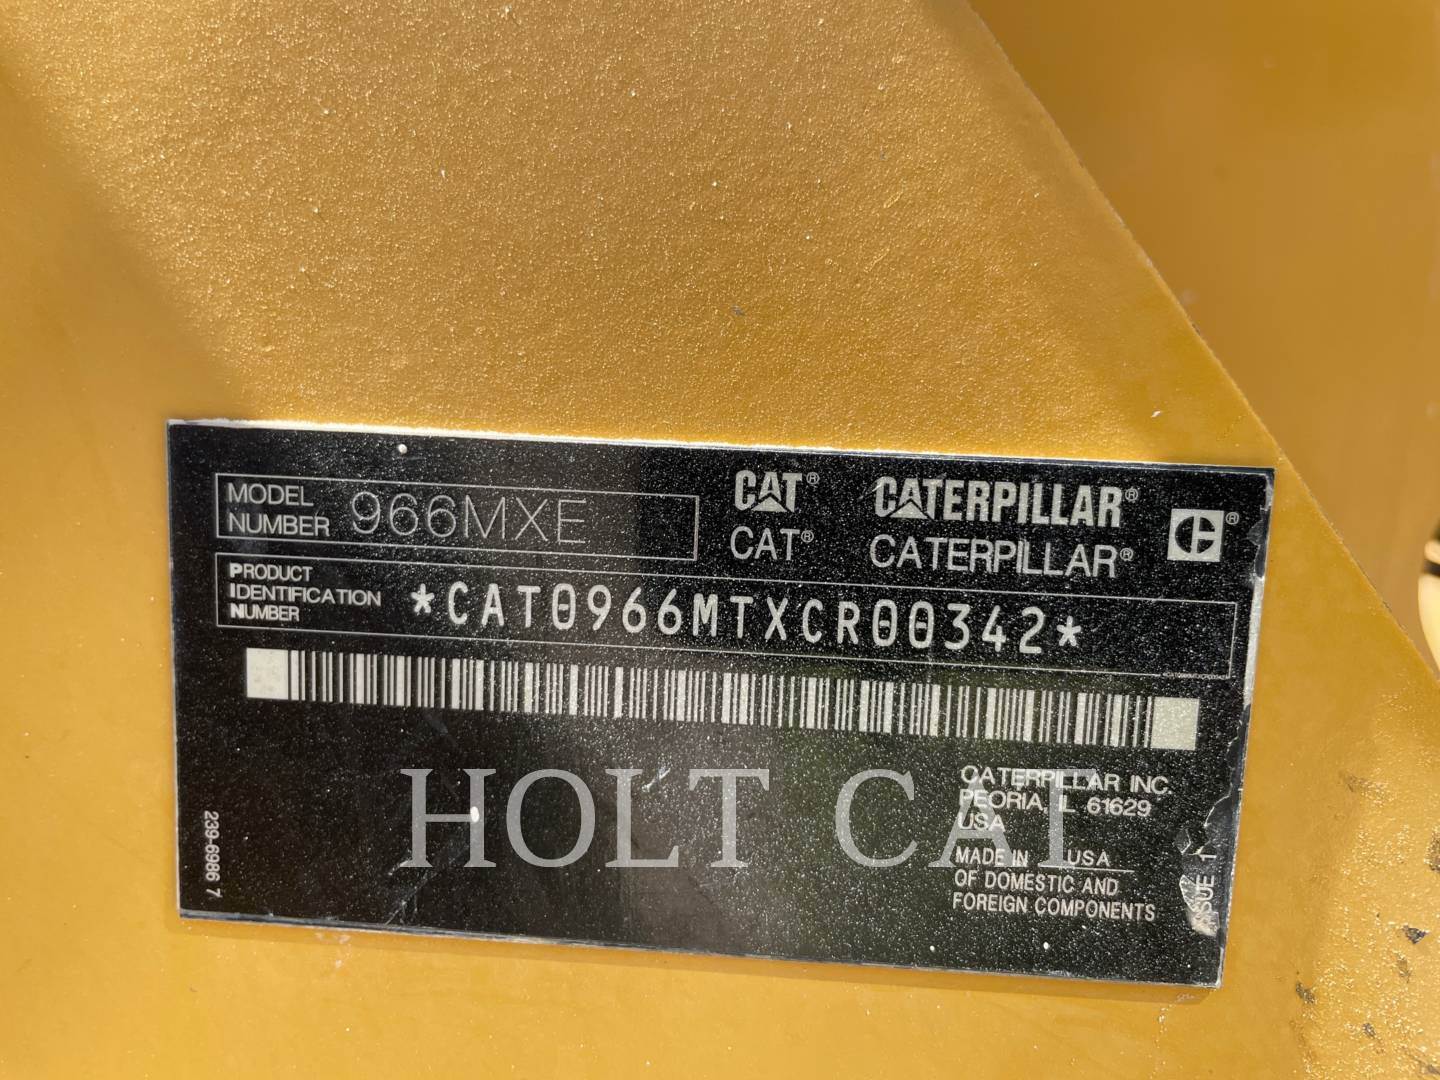 MODEL
NUMBER 966MXE
CAT® CATERPILLAR®
CAT® CATERPILLAR® C®
PRODUCT
IDENTIFICATION
NUMBER *CAT0966MTXCR00342*
CATERPILLAR INC.
PEORIA, IL 61629
USA
MADE IN USA
OF DOMESTIC AND
FOREIGN COMPONENTS
239-6986 7
ISSUE 1
HOLT CAT